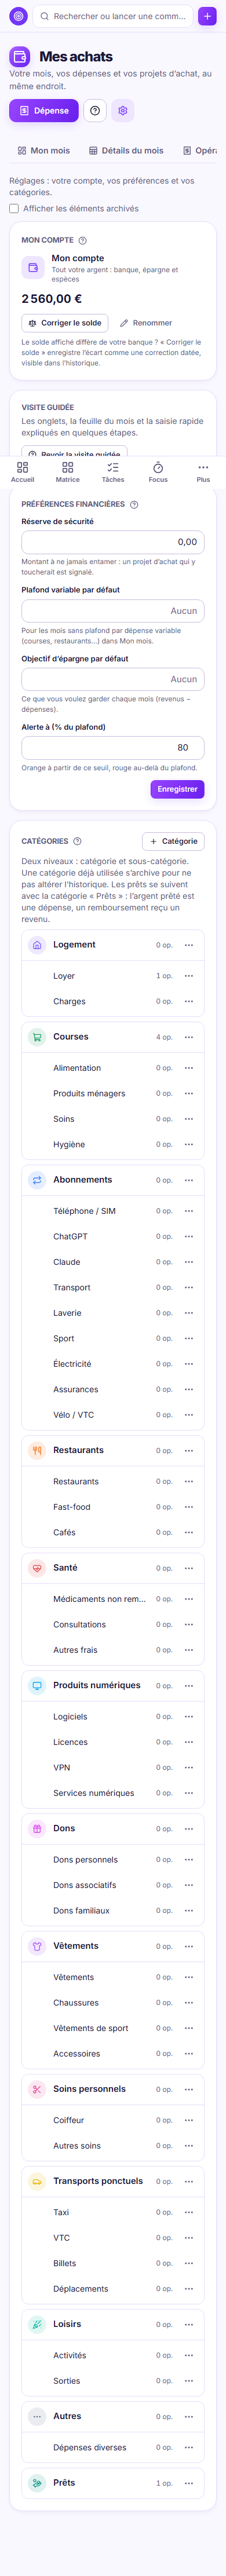 Rechercher ou lancer une comm...
Mes achats
Votre mois, vos dépenses et vos projets d’achat, au
même endroit.
Dépense
Mon mois
Détails du mois
Opéra
Réglages : votre compte, vos préférences et vos
catégories.
Afficher les éléments archivés
MON COMPTE
Mon compte
Tout votre argent : banque, épargne et
espèces
2 560,00 €
Corriger le solde
Renommer
Le solde affiché diffère de votre banque ? « Corriger le
solde » enregistre l’écart comme une correction datée,
visible dans l’historique.
VISITE GUIDÉE
Les onglets, la feuille du mois et la saisie rapide
expliqués en quelques étapes.
Revoir la visite guidée
Accueil
Matrice
Tâches
Focus
Plus
PRÉFÉRENCES FINANCIÈRES
Réserve de sécurité
0,00
Montant à ne jamais entamer : un projet d’achat qui y
toucherait est signalé.
Plafond variable par défaut
Aucun
Pour les mois sans plafond par dépense variable
(courses, restaurants…) dans Mon mois.
Objectif d’épargne par défaut
Aucun
Ce que vous voulez garder chaque mois (revenus −
dépenses).
Alerte à (% du plafond)
80
Orange à partir de ce seuil, rouge au-delà du plafond.
Enregistrer
CATÉGORIES
Catégorie
Deux niveaux : catégorie et sous-catégorie.
Une catégorie déjà utilisée s’archive pour ne
pas altérer l’historique. Les prêts se suivent
avec la catégorie « Prêts » : l’argent prêté est
une dépense, un remboursement reçu un
revenu.
Logement 0 op.
Loyer 1 op.
Charges 0 op.
Courses 4 op.
Alimentation 0 op.
Produits ménagers 0 op.
Soins 0 op.
Hygiène 0 op.
Abonnements 0 op.
Téléphone / SIM 0 op.
ChatGPT 0 op.
Claude 0 op.
Transport 0 op.
Laverie 0 op.
Sport 0 op.
Électricité 0 op.
Assurances 0 op.
Vélo / VTC 0 op.
Restaurants 0 op.
Restaurants 0 op.
Fast-food 0 op.
Cafés 0 op.
Santé 0 op.
Médicaments non rem... 0 op.
Consultations 0 op.
Autres frais 0 op.
Produits numériques 0 op.
Logiciels 0 op.
Licences 0 op.
VPN 0 op.
Services numériques 0 op.
Dons 0 op.
Dons personnels 0 op.
Dons associatifs 0 op.
Dons familiaux 0 op.
Vêtements 0 op.
Vêtements 0 op.
Chaussures 0 op.
Vêtements de sport 0 op.
Accessoires 0 op.
Soins personnels 0 op.
Coiffeur 0 op.
Autres soins 0 op.
Transports ponctuels 0 op.
Taxi 0 op.
VTC 0 op.
Billets 0 op.
Déplacements 0 op.
Loisirs 0 op.
Activités 0 op.
Sorties 0 op.
Autres 0 op.
Dépenses diverses 0 op.
Prêts 1 op.